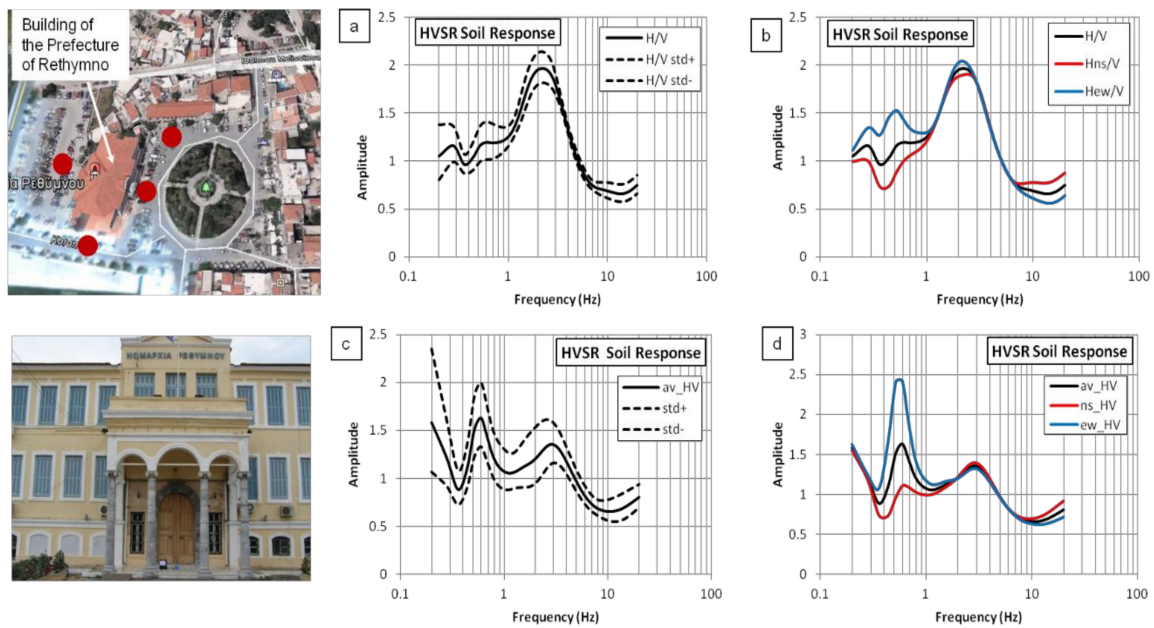 Building of
the Prefecture
of Rethymno
ία Ρεθύμνου
a
HVSR Soil Response
H/V
H/V std+
H/V std-
Amplitude
2.5
2
1.5
1
0.5
0
0.1 1 10 100
Frequency (Hz)
b
HVSR Soil Response
H/V
Hns/V
Hew/V
Amplitude
2.5
2
1.5
1
0.5
0
0.1 1 10 100
Frequency (Hz)
ΝΟΜΑΡΧΙΑ ΡΕΘΥΜΝΟΥ
c
HVSR Soil Response
av_HV
std+
std-
Amplitude
2.5
2
1.5
1
0.5
0
0.1 1 10 100
Frequency (Hz)
d
HVSR Soil Response
av_HV
ns_HV
ew_HV
Amplitude
3
2.5
2
1.5
1
0.5
0
0.1 1 10 100
Frequency (Hz)